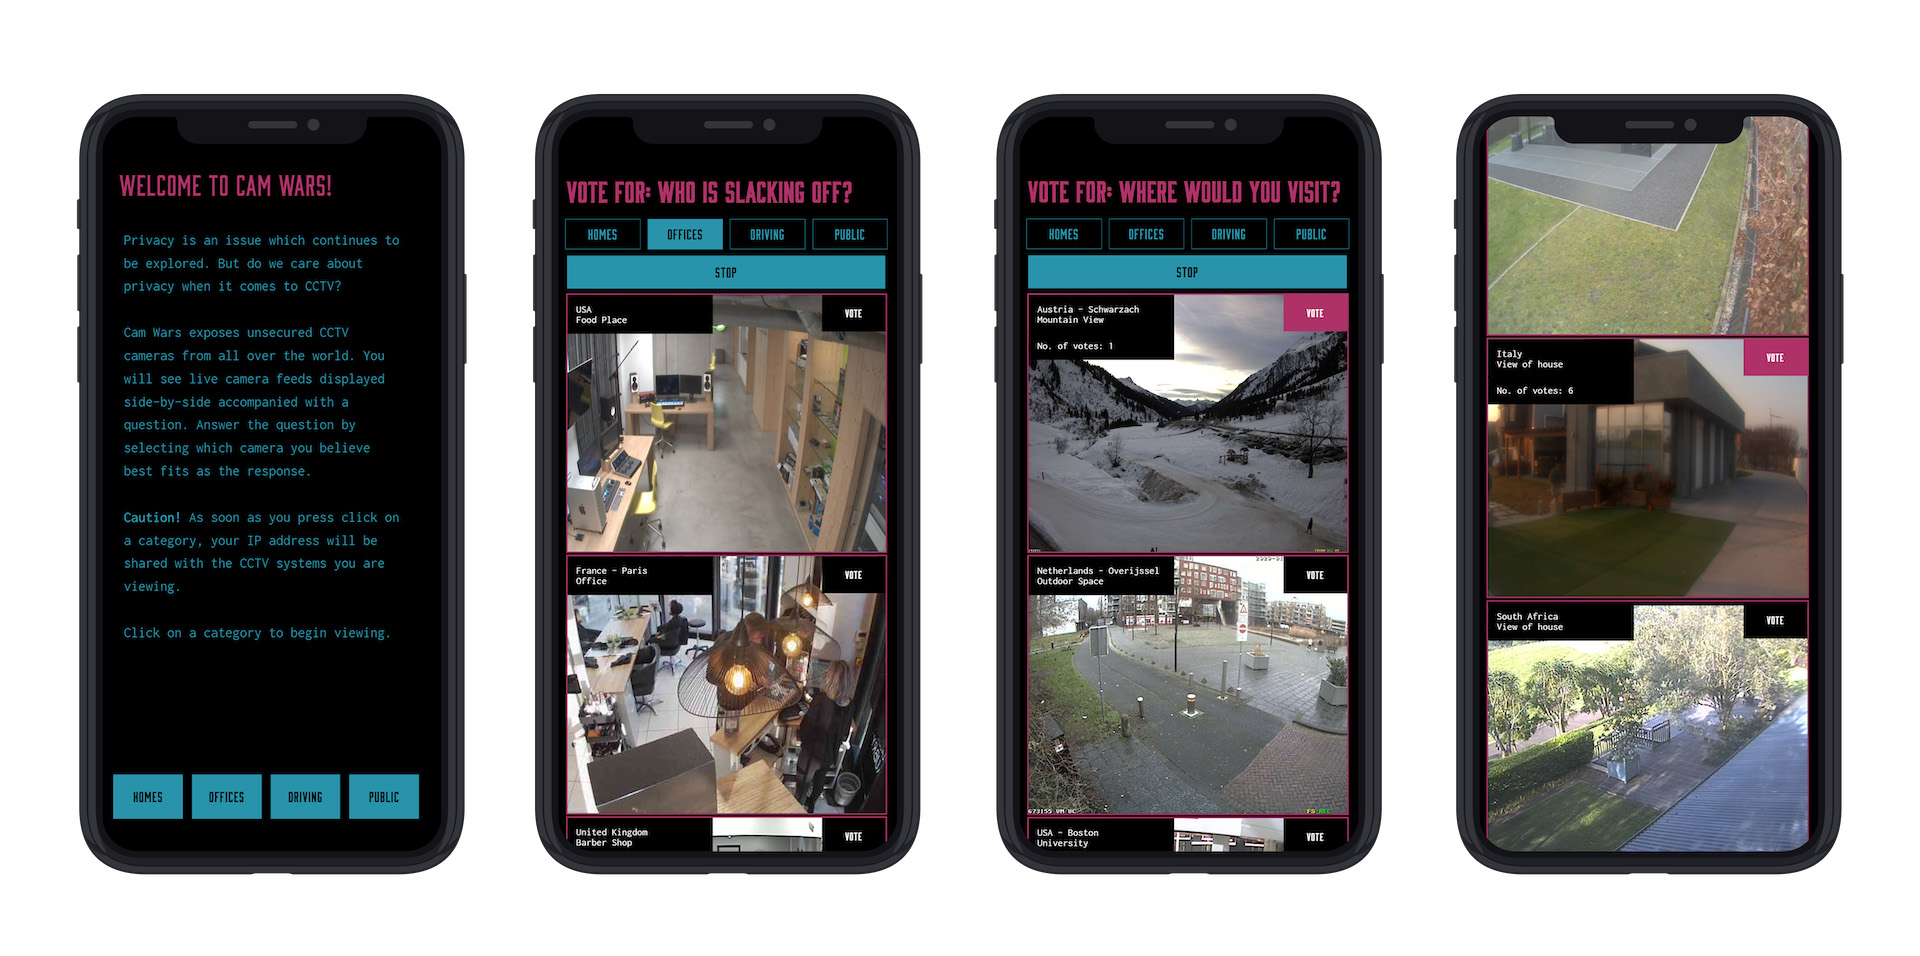 WELCOME TO CAM WARS!
Privacy is an issue which continues to
be explored. But do we care about
privacy when it comes to CCTV?
Cam Wars exposes unsecured CCTV
cameras from all over the world. You
will see live camera feeds displayed
side-by-side accompanied with a
question. Answer the question by
selecting which camera you believe
best fits as the response.
Caution! As soon as you press click on
a category, your IP address will be
shared with the CCTV systems you are
viewing.
Click on a category to begin viewing.
HOMES
OFFICES
DRIVING
PUBLIC
VOTE FOR: WHO IS SLACKING OFF?
HOMES
OFFICES
DRIVING
PUBLIC
STOP
USA
Food Place
VOTE
France - Paris
Office
VOTE
United Kingdom
Barber Shop
VOTE
VOTE FOR: WHERE WOULD YOU VISIT?
HOMES
OFFICES
DRIVING
PUBLIC
STOP
Austria - Schwarzach
Mountain View
No. of votes: 1
VOTE
Netherlands - Overijssel
Outdoor Space
VOTE
USA - Boston
University
VOTE
Italy
View of house
No. of votes: 6
VOTE
South Africa
View of house
VOTE